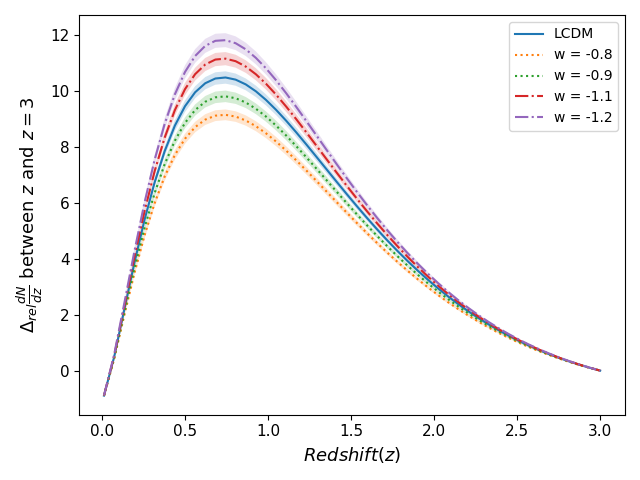 LCDM
w = -0.8
w = -0.9
w = -1.1
w = -1.2
Δrel dN/dz between z and z = 3
12
10
8
6
4
2
0
0.0 0.5 1.0 1.5 2.0 2.5 3.0
Redshift(z)